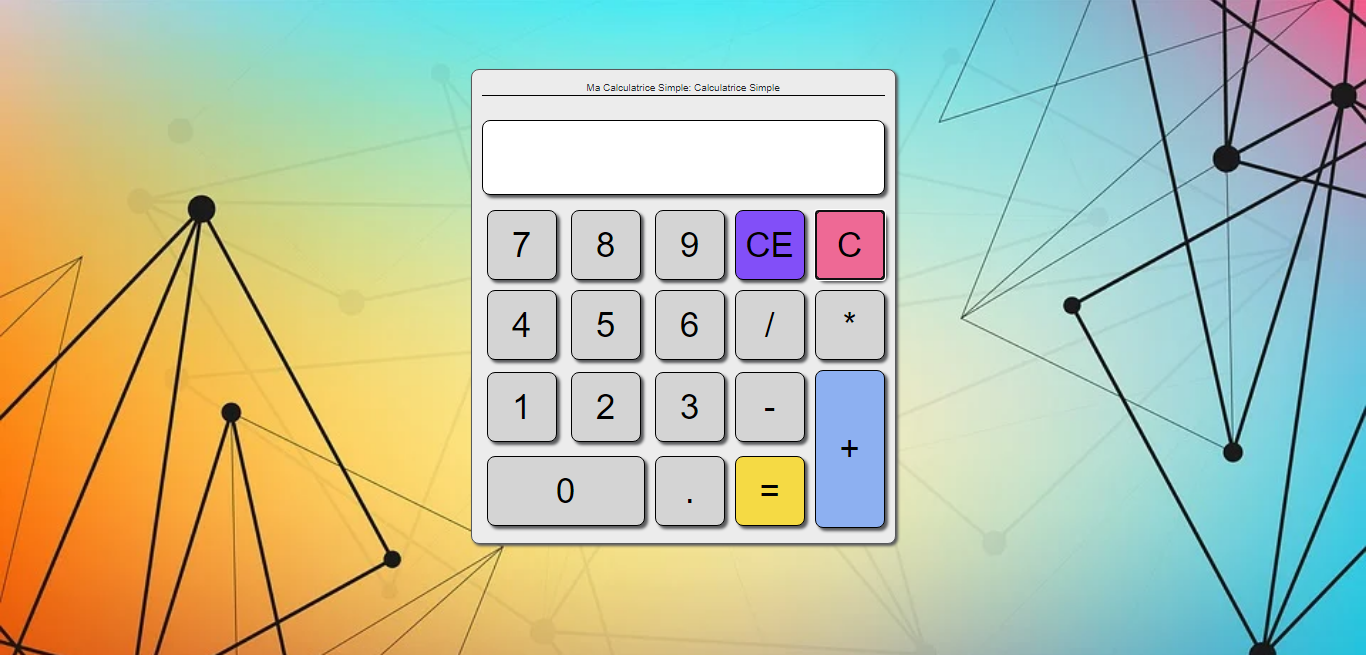 Ma Calculatrice Simple: Calculatrice Simple
7 8 9 CE C
4 5 6 / *
1 2 3 - +
0 . =